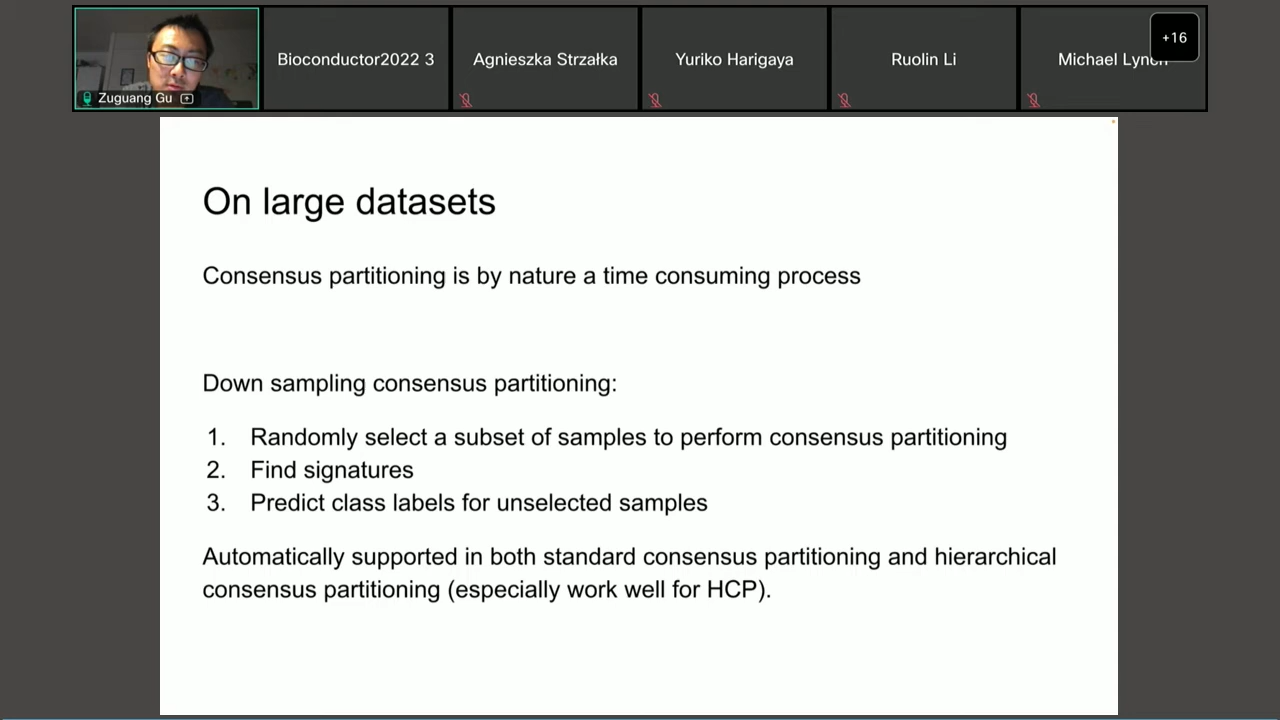 Zuguang Gu
Bioconductor2022 3
Agnieszka Strzałka
Yuriko Harigaya
Ruolin Li
Michael Lynch
+16
On large datasets
Consensus partitioning is by nature a time consuming process
Down sampling consensus partitioning:
1. Randomly select a subset of samples to perform consensus partitioning
2. Find signatures
3. Predict class labels for unselected samples
Automatically supported in both standard consensus partitioning and hierarchical
consensus partitioning (especially work well for HCP).